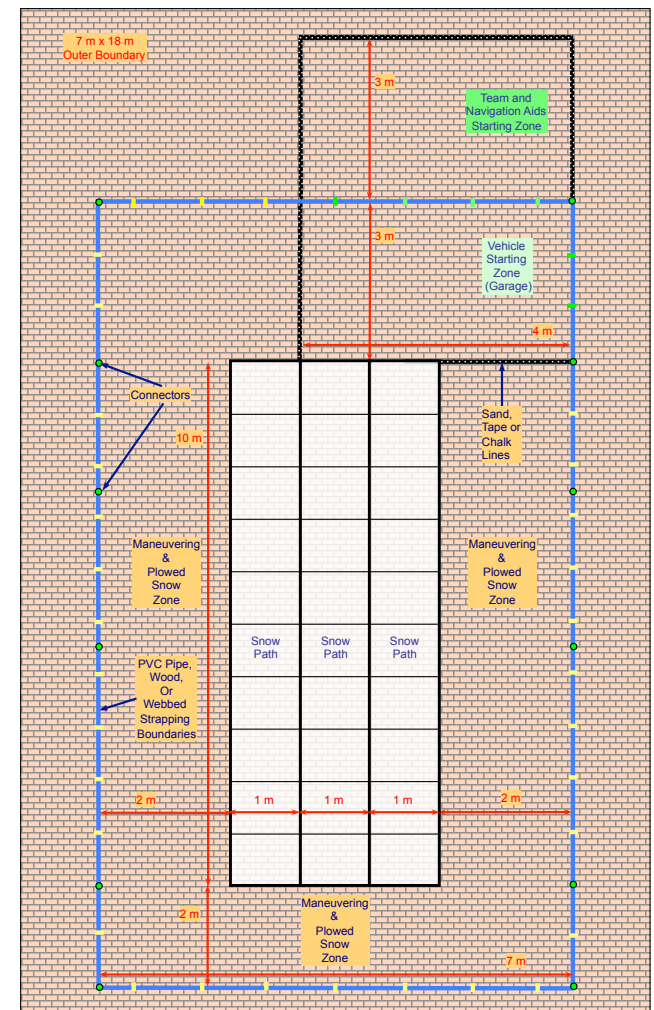 7 m x 18 m
Outer Boundary
3 m
Team and
Navigation Aids
Starting Zone
3 m
Vehicle
Starting
Zone
(Garage)
4 m
Connectors
Sand,
Tape or
Chalk
Lines
10 m
Maneuvering
&
Plowed
Snow
Zone
Maneuvering
&
Plowed
Snow
Zone
Snow
Path
Snow
Path
Snow
Path
PVC Pipe,
Wood,
Or
Webbed
Strapping
Boundaries
2 m
1 m
1 m
1 m
2 m
2 m
Maneuvering
&
Plowed
Snow
Zone
7 m